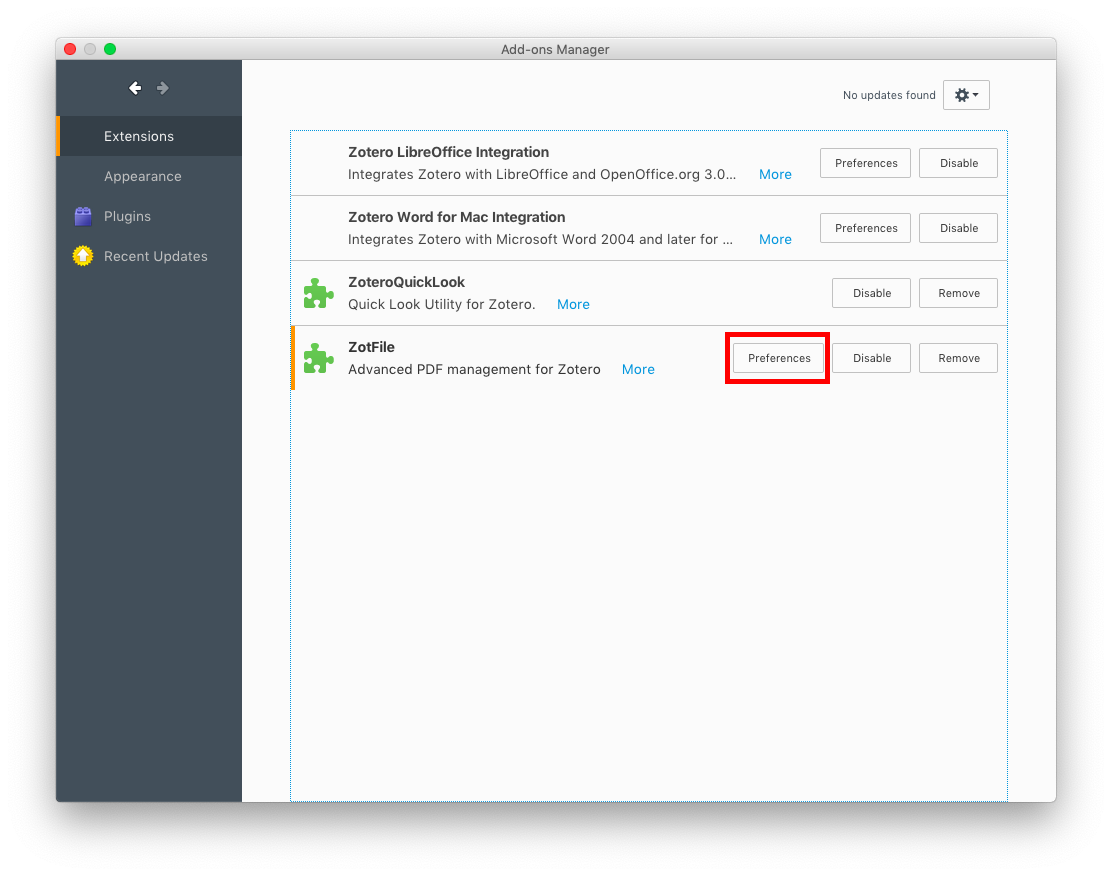 Add-ons Manager
Extensions
Appearance
Plugins
Recent Updates
No updates found
Zotero LibreOffice Integration
Integrates Zotero with LibreOffice and OpenOffice.org 3.0... More Preferences Disable
Zotero Word for Mac Integration
Integrates Zotero with Microsoft Word 2004 and later for ... More Preferences Disable
ZoteroQuickLook
Quick Look Utility for Zotero. More Disable Remove
ZotFile
Advanced PDF management for Zotero More Preferences Disable Remove